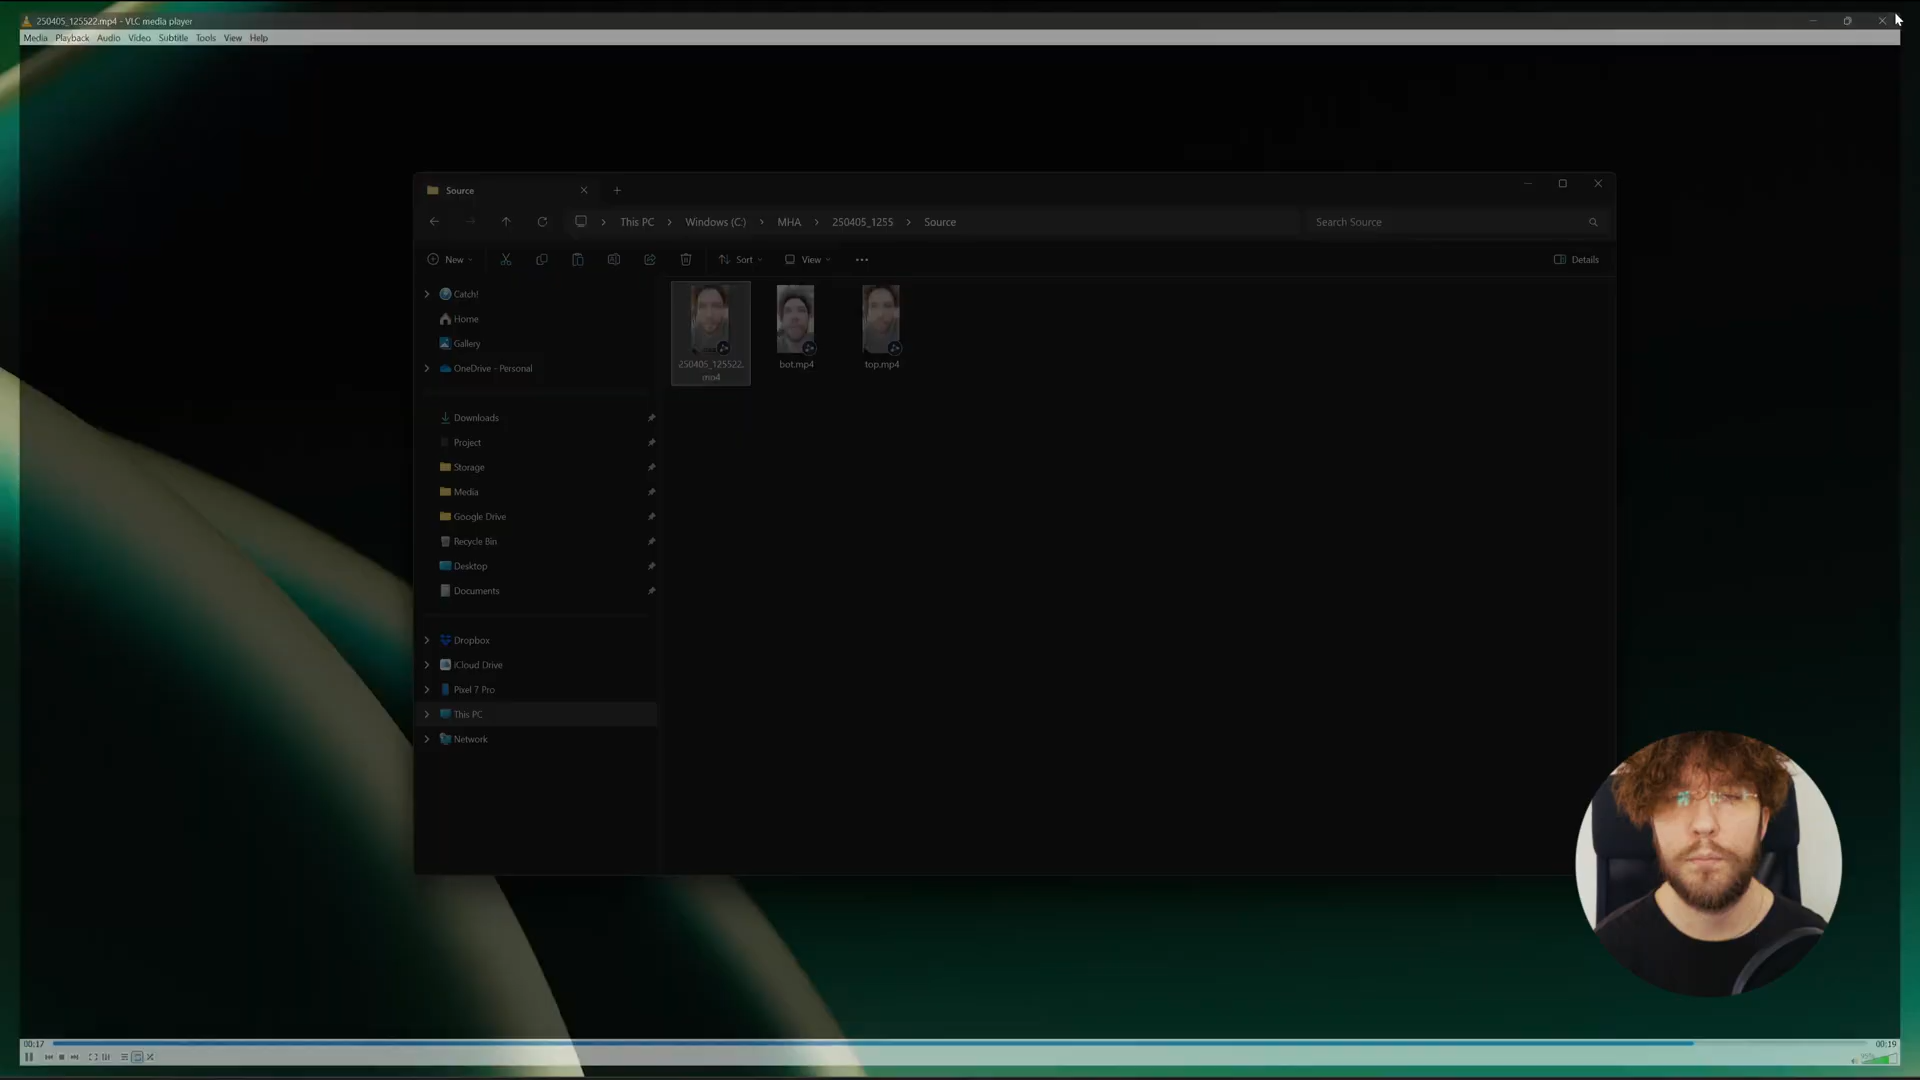 250405_125522.mp4 - VLC media player
Media Playback Audio Video Subtitle Tools View Help
Source
This PC > Windows (C:) > MHA > 250405_1255 > Source
Search Source
New
Sort
View
Details
Catch!
Home
Gallery
OneDrive - Personal
Downloads
Project
Storage
Media
Google Drive
Recycle Bin
Desktop
Documents
Dropbox
iCloud Drive
Pixel 7 Pro
This PC
Network
250405_125522.
mp4
bot.mp4
top.mp4
00:17
00:19